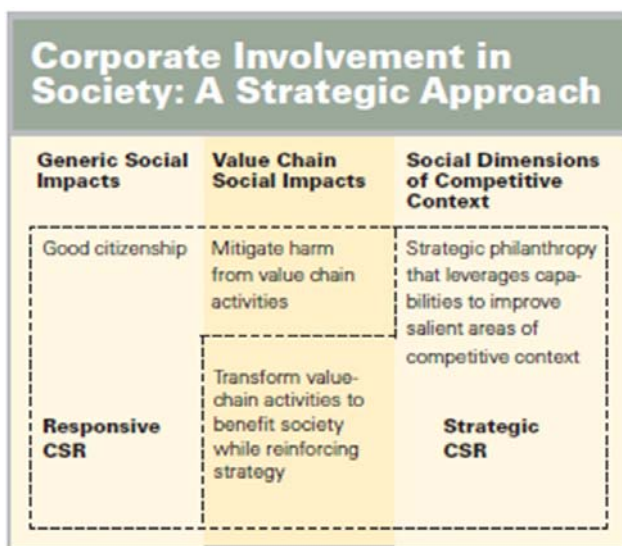 Corporate Involvement in
Society: A Strategic Approach
Generic Social
Impacts
Value Chain
Social Impacts
Social Dimensions
of Competitive
Context
Good citizenship
Mitigate harm
from value chain
activities
Strategic philanthropy
that leverages capa-
bilities to improve
salient areas of
competitive context
Transform value-
chain activities to
benefit society
while reinforcing
strategy
Responsive
CSR
Strategic
CSR